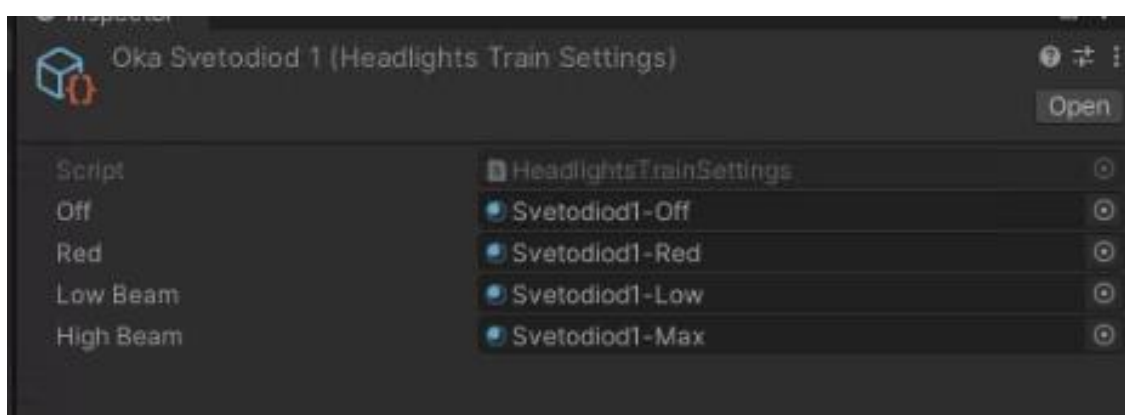 Inspector
Oka Svetodiod 1 (Headlights Train Settings)
Open
Script HeadlightsTrainSettings
Off Svetodiod1-Off
Red Svetodiod1-Red
Low Beam Svetodiod1-Low
High Beam Svetodiod1-Max